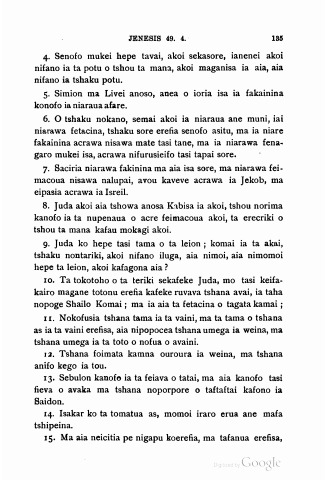 JENESIS 49. 4. 135
4. Senofo mukei hepe tavai, akoi sekasore, ianenei akoi
nifano ia ta potu o tshou ta mana, akoi maganisa ia aia, aia
nifano ia tshaku potu.
5. Simion ma Livei anoso, anea o ioria isa ia fakainina
konofo ia niaraua afare.
6. O tshaku nokano, semai akoi ia niaraua ane muni, iai
niarawa fetacina, tshaku sore erefia senofo asitu, ma ia niare
fakainina acrawa nisawa mate tasi tane, ma ia niarawa fena-
garo mukei isa, acrawa nifurusieifo tasi tapai sore.
7. Saciria niarawa fakinina ma aia isa sore, ma niarawa fei-
macoua nisawa nalupai, avou kaveve acrawa ia Jekob, ma
eipasia acrawa ia Isreil.
8. Juda akoi aia tshowa anosa Kabisa ia akoi, tshou norima
kanofo ia ta nupenaua o acre feimacoua akoi, ta erecriki o
tshou ta mana kafau mokagi akoi.
9. Juda ko hepe tasi tama o ta leion; komai ia ta akai,
tshaku nontariki, akoi nifano iluga, aia nimoi, aia nimomoi
hepe ta leion, akoi kafagona aia?
10. Ta tokotoho o ta teriki sekafeke Juda, mo tasi keifa-
kairo magane totonu erefia kafeke ruvava tshana avai, ia taha
nopoge Shailo Komai; ma ia aia ta fetacina o tagata kamai;
11. Nokofusia tshana tama ia ta vaini, ma ta tama o tshana
as ia ta vaini erefisa, aia nipopocea tshana umega ia weina, ma
tshana umega ia ta toto o nofua o avaini.
12. Tshana foimata kamna ouroura ia weina, ma tshana
anifo kego ia tou.
13. Sebulon kanofo ia ta feiava o tatai, ma aia kanofo tasi
fieva o avaka ma tshana noporpore o taftaftai kafono ia
Saidon.
14. Isakar ko ta tomatua as, momoi iraro erua ane mafa
tshipeina.
15. Ma aia neicitia pe nigapu koerefia, ma tafanua erefisa,
Digitized by Google